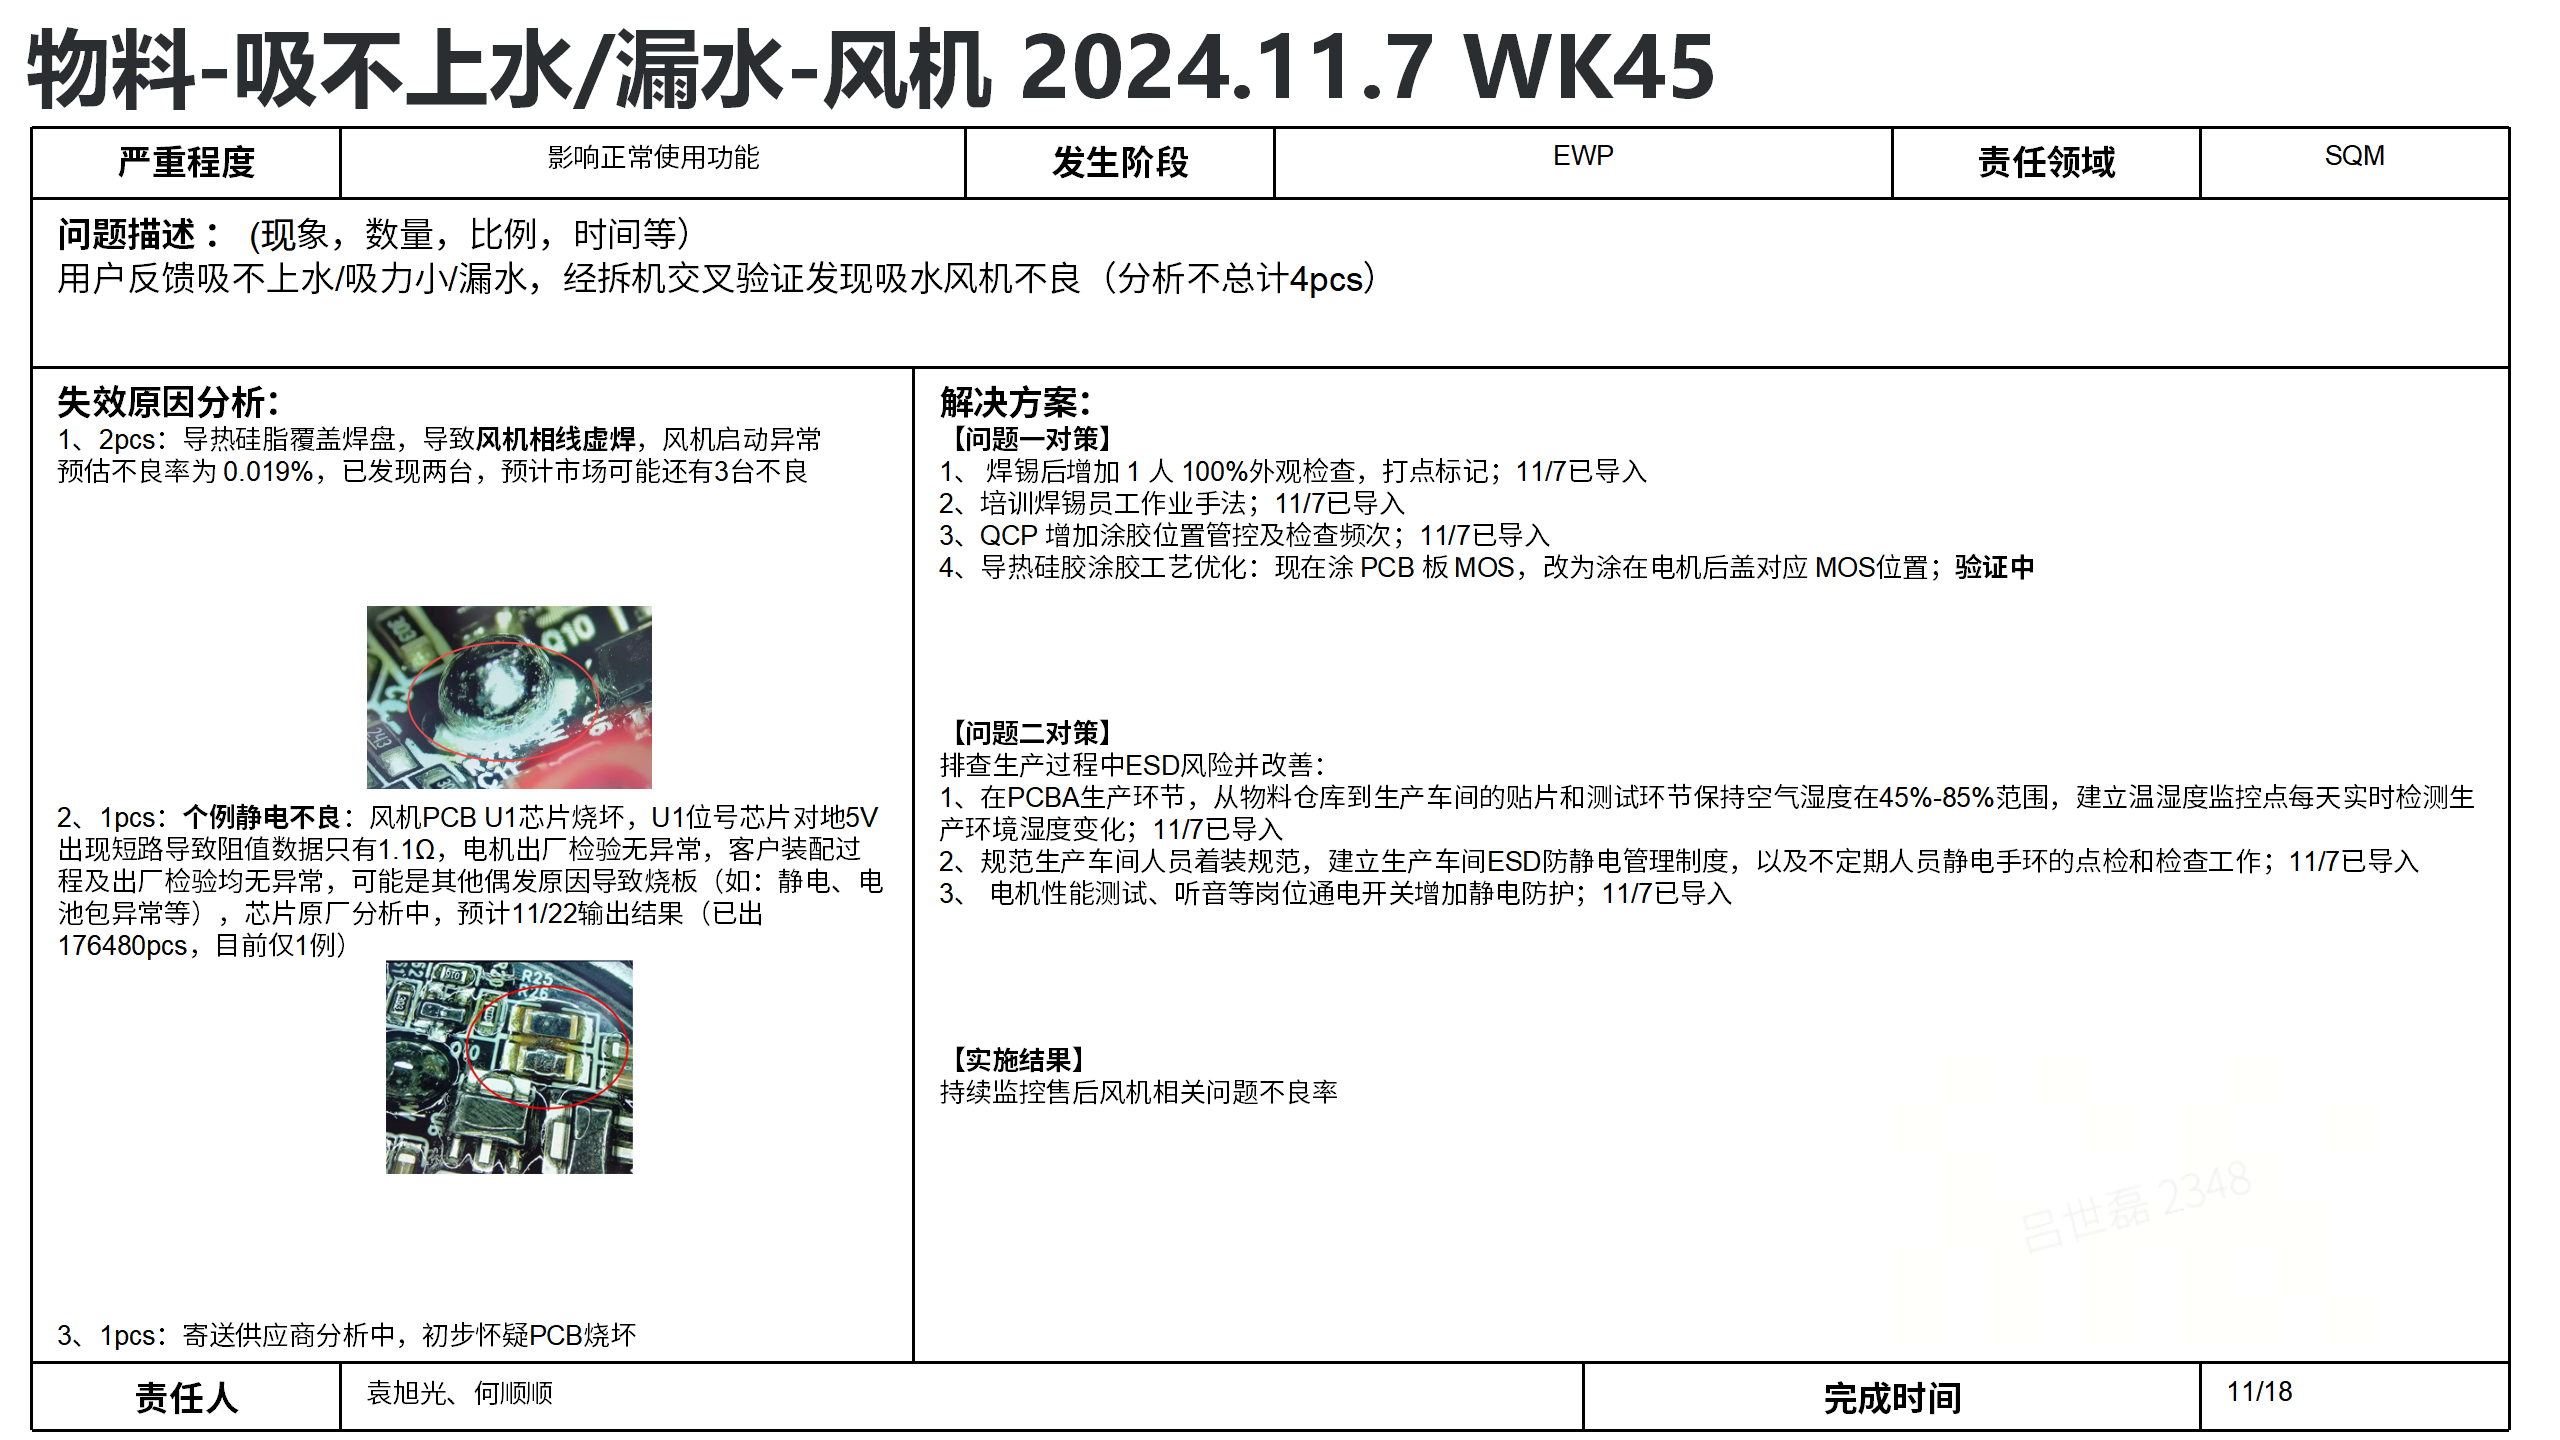 物料-吸不上水/漏水-风机 2024.11.7 WK45
严重程度
影响正常使用功能
发生阶段
EWP
责任领域
SQM
问题描述 ： (现象，数量，比例，时间等）
用户反馈吸不上水/吸力小/漏水，经拆机交叉验证发现吸水风机不良（分析不总计4pcs）
失效原因分析：
1、2pcs：导热硅脂覆盖焊盘，导致风机相线虚焊，风机启动异常
预估不良率为 0.019%，已发现两台，预计市场可能还有3台不良
303
Q10
243
2、1pcs：个例静电不良：风机PCB U1芯片烧坏，U1位号芯片对地5V
出现短路导致阻值数据只有1.1Ω，电机出厂检验无异常，客户装配过
程及出厂检验均无异常，可能是其他偶发原因导致烧板（如：静电、电
池包异常等），芯片原厂分析中，预计11/22输出结果（已出
176480pcs，目前仅1例）
R25
R26
3、1pcs：寄送供应商分析中，初步怀疑PCB烧坏
解决方案：
【问题一对策】
1、 焊锡后增加 1 人 100%外观检查，打点标记；11/7已导入
2、培训焊锡员工作业手法；11/7已导入
3、QCP 增加涂胶位置管控及检查频次；11/7已导入
4、导热硅胶涂胶工艺优化：现在涂 PCB 板 MOS，改为涂在电机后盖对应 MOS位置；验证中
【问题二对策】
排查生产过程中ESD风险并改善：
1、在PCBA生产环节，从物料仓库到生产车间的贴片和测试环节保持空气湿度在45%-85%范围，建立温湿度监控点每天实时检测生
产环境湿度变化；11/7已导入
2、规范生产车间人员着装规范，建立生产车间ESD防静电管理制度，以及不定期人员静电手环的点检和检查工作；11/7已导入
3、 电机性能测试、听音等岗位通电开关增加静电防护；11/7已导入
【实施结果】
持续监控售后风机相关问题不良率
吕世磊 2348
责任人
袁旭光、何顺顺
完成时间
11/18